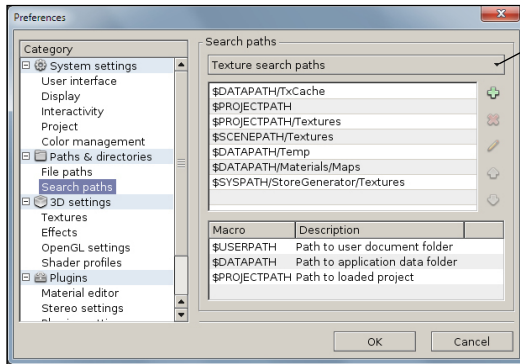 Preferences
Category
System settings
User interface
Display
Interactivity
Project
Color management
Paths & directories
File paths
Search paths
3D settings
Textures
Effects
OpenGL settings
Shader profiles
Plugins
Material editor
Stereo settings
Search paths
Texture search paths
$DATAPATH/TxCache
$PROJECTPATH
$PROJECTPATH/Textures
$SCENEPATH/Textures
$DATAPATH/Temp
$DATAPATH/Materials/Maps
$SYSPATH/StoreGenerator/Textures
Macro Description
$USERPATH Path to user document folder
$DATAPATH Path to application data folder
$PROJECTPATH Path to loaded project
OK Cancel